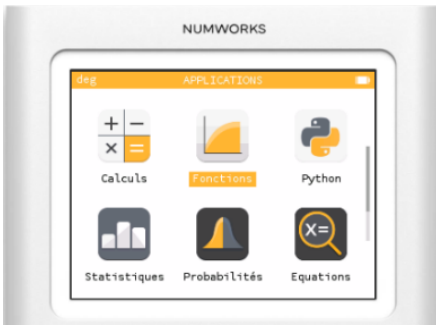 NUMWORKS
deg APPLICATIONS
+ − × =
Calculs Fonctions Python
X=
Statistiques Probabilités Equations